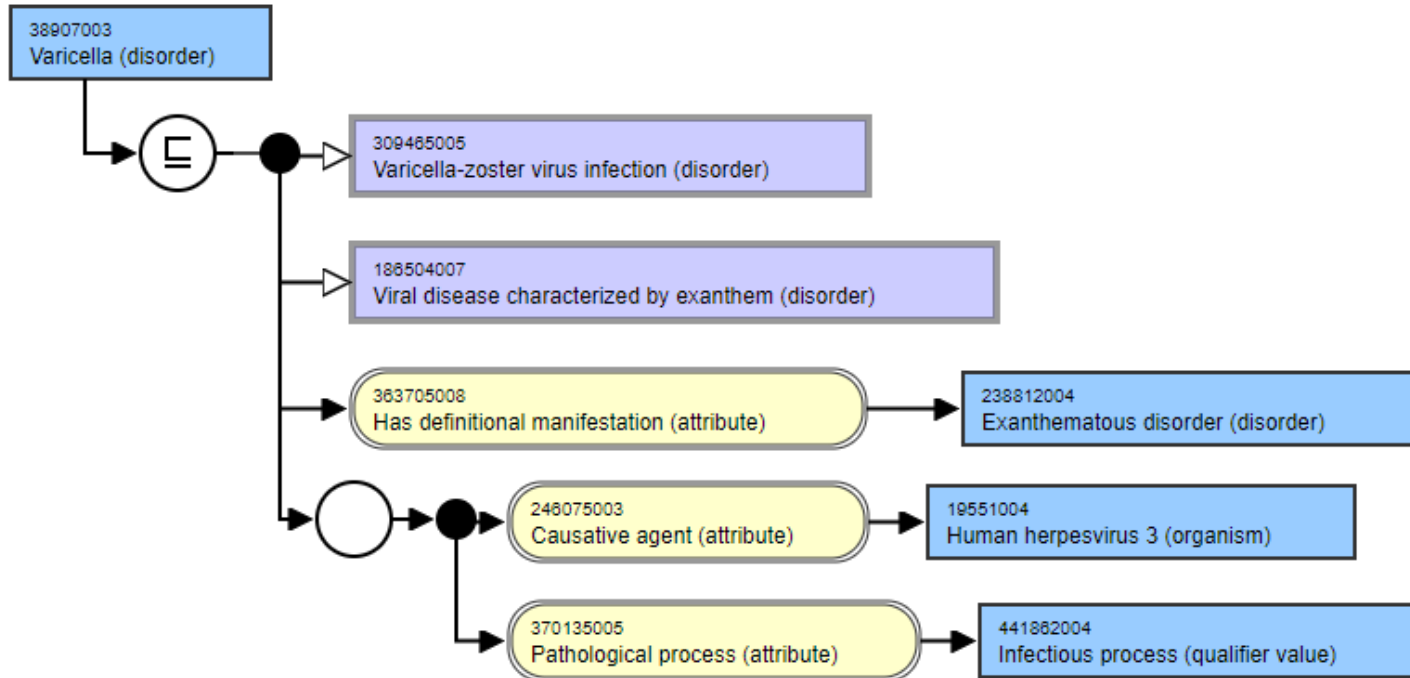 38907003
Varicella (disorder)
⊑
309465005
Varicella-zoster virus infection (disorder)
186504007
Viral disease characterized by exanthem (disorder)
363705008
Has definitional manifestation (attribute)
238812004
Exanthematous disorder (disorder)
246075003
Causative agent (attribute)
19551004
Human herpesvirus 3 (organism)
370135005
Pathological process (attribute)
441862004
Infectious process (qualifier value)